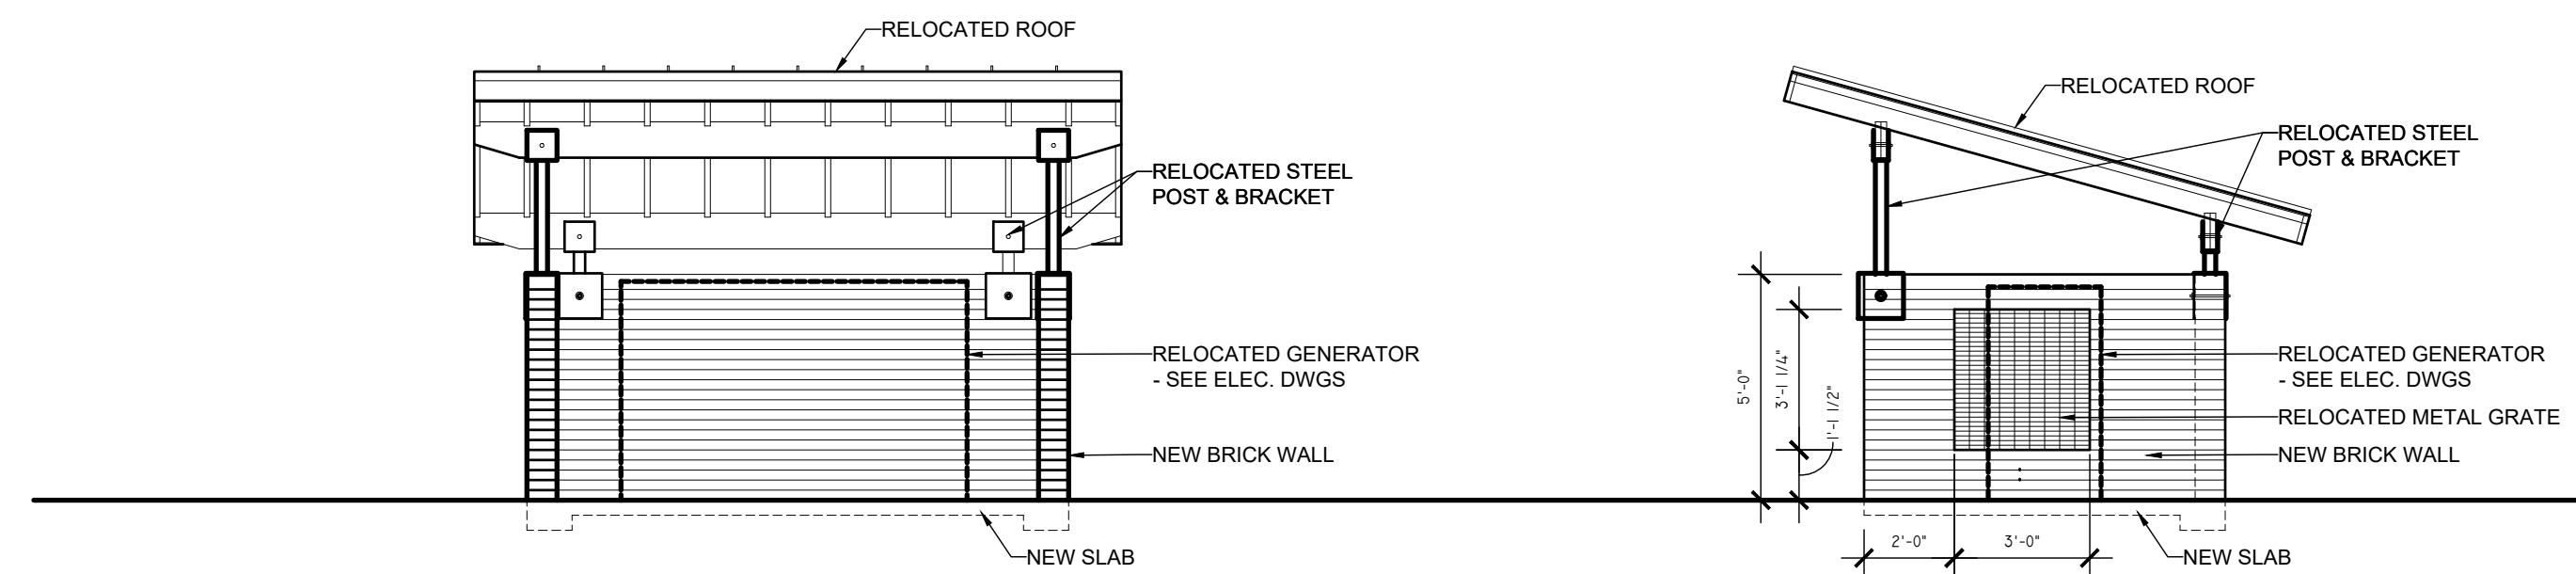 RELOCATED ROOF
RELOCATED STEEL
POST & BRACKET
RELOCATED GENERATOR
- SEE ELEC. DWGS
NEW BRICK WALL
NEW SLAB
RELOCATED ROOF
RELOCATED STEEL
POST & BRACKET
5'-0"
3'-1 1/4"
1'-1 1/2"
RELOCATED GENERATOR
- SEE ELEC. DWGS
RELOCATED METAL GRATE
NEW BRICK WALL
2'-0"
3'-0"
NEW SLAB